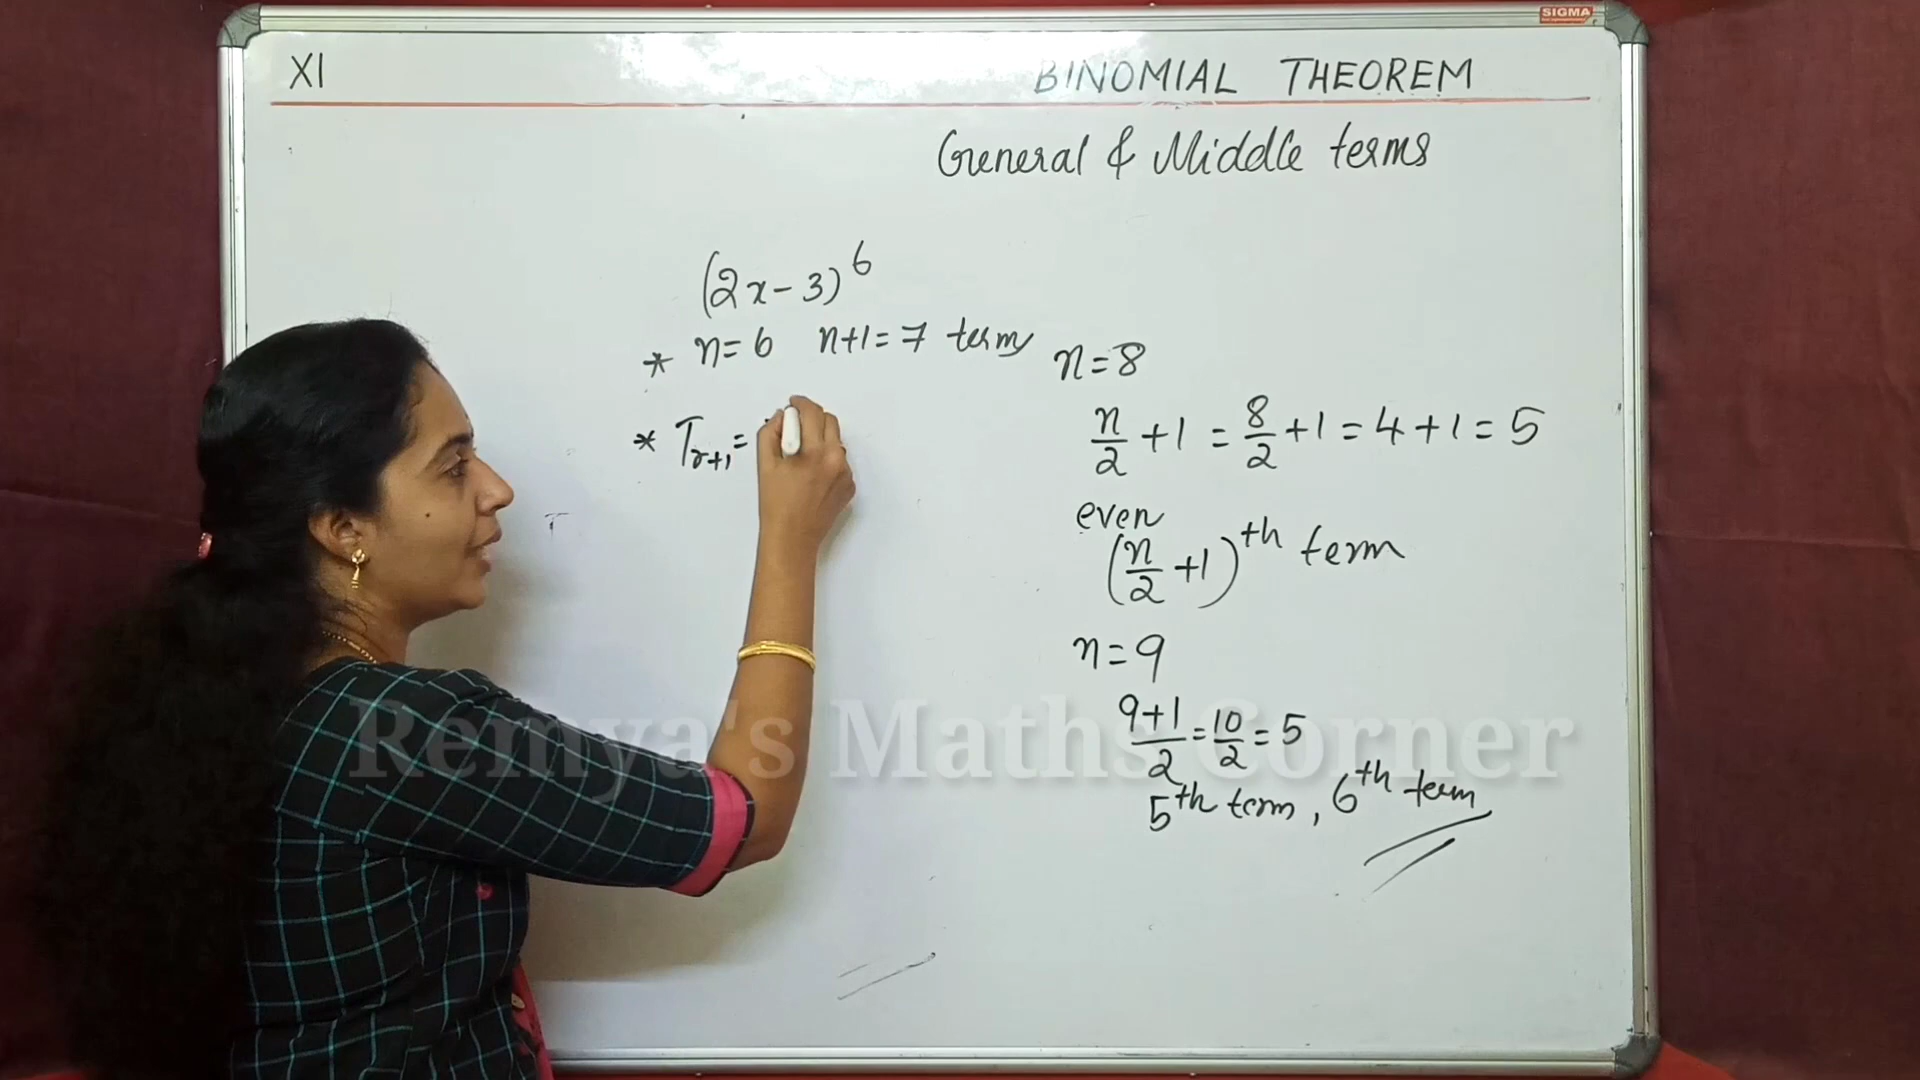 SIGMA
XI BINOMIAL THEOREM
General & Middle terms
(2x-3)^6
* n=6 n+1=7 terms
* T_{r+1} =
n=8
n/2 +1 = 8/2 +1 = 4+1 = 5
even
(n/2 +1)^th term
n=9
9+1/2 = 10/2 = 5
5^th term, 6^th term
Remya's Maths Corner